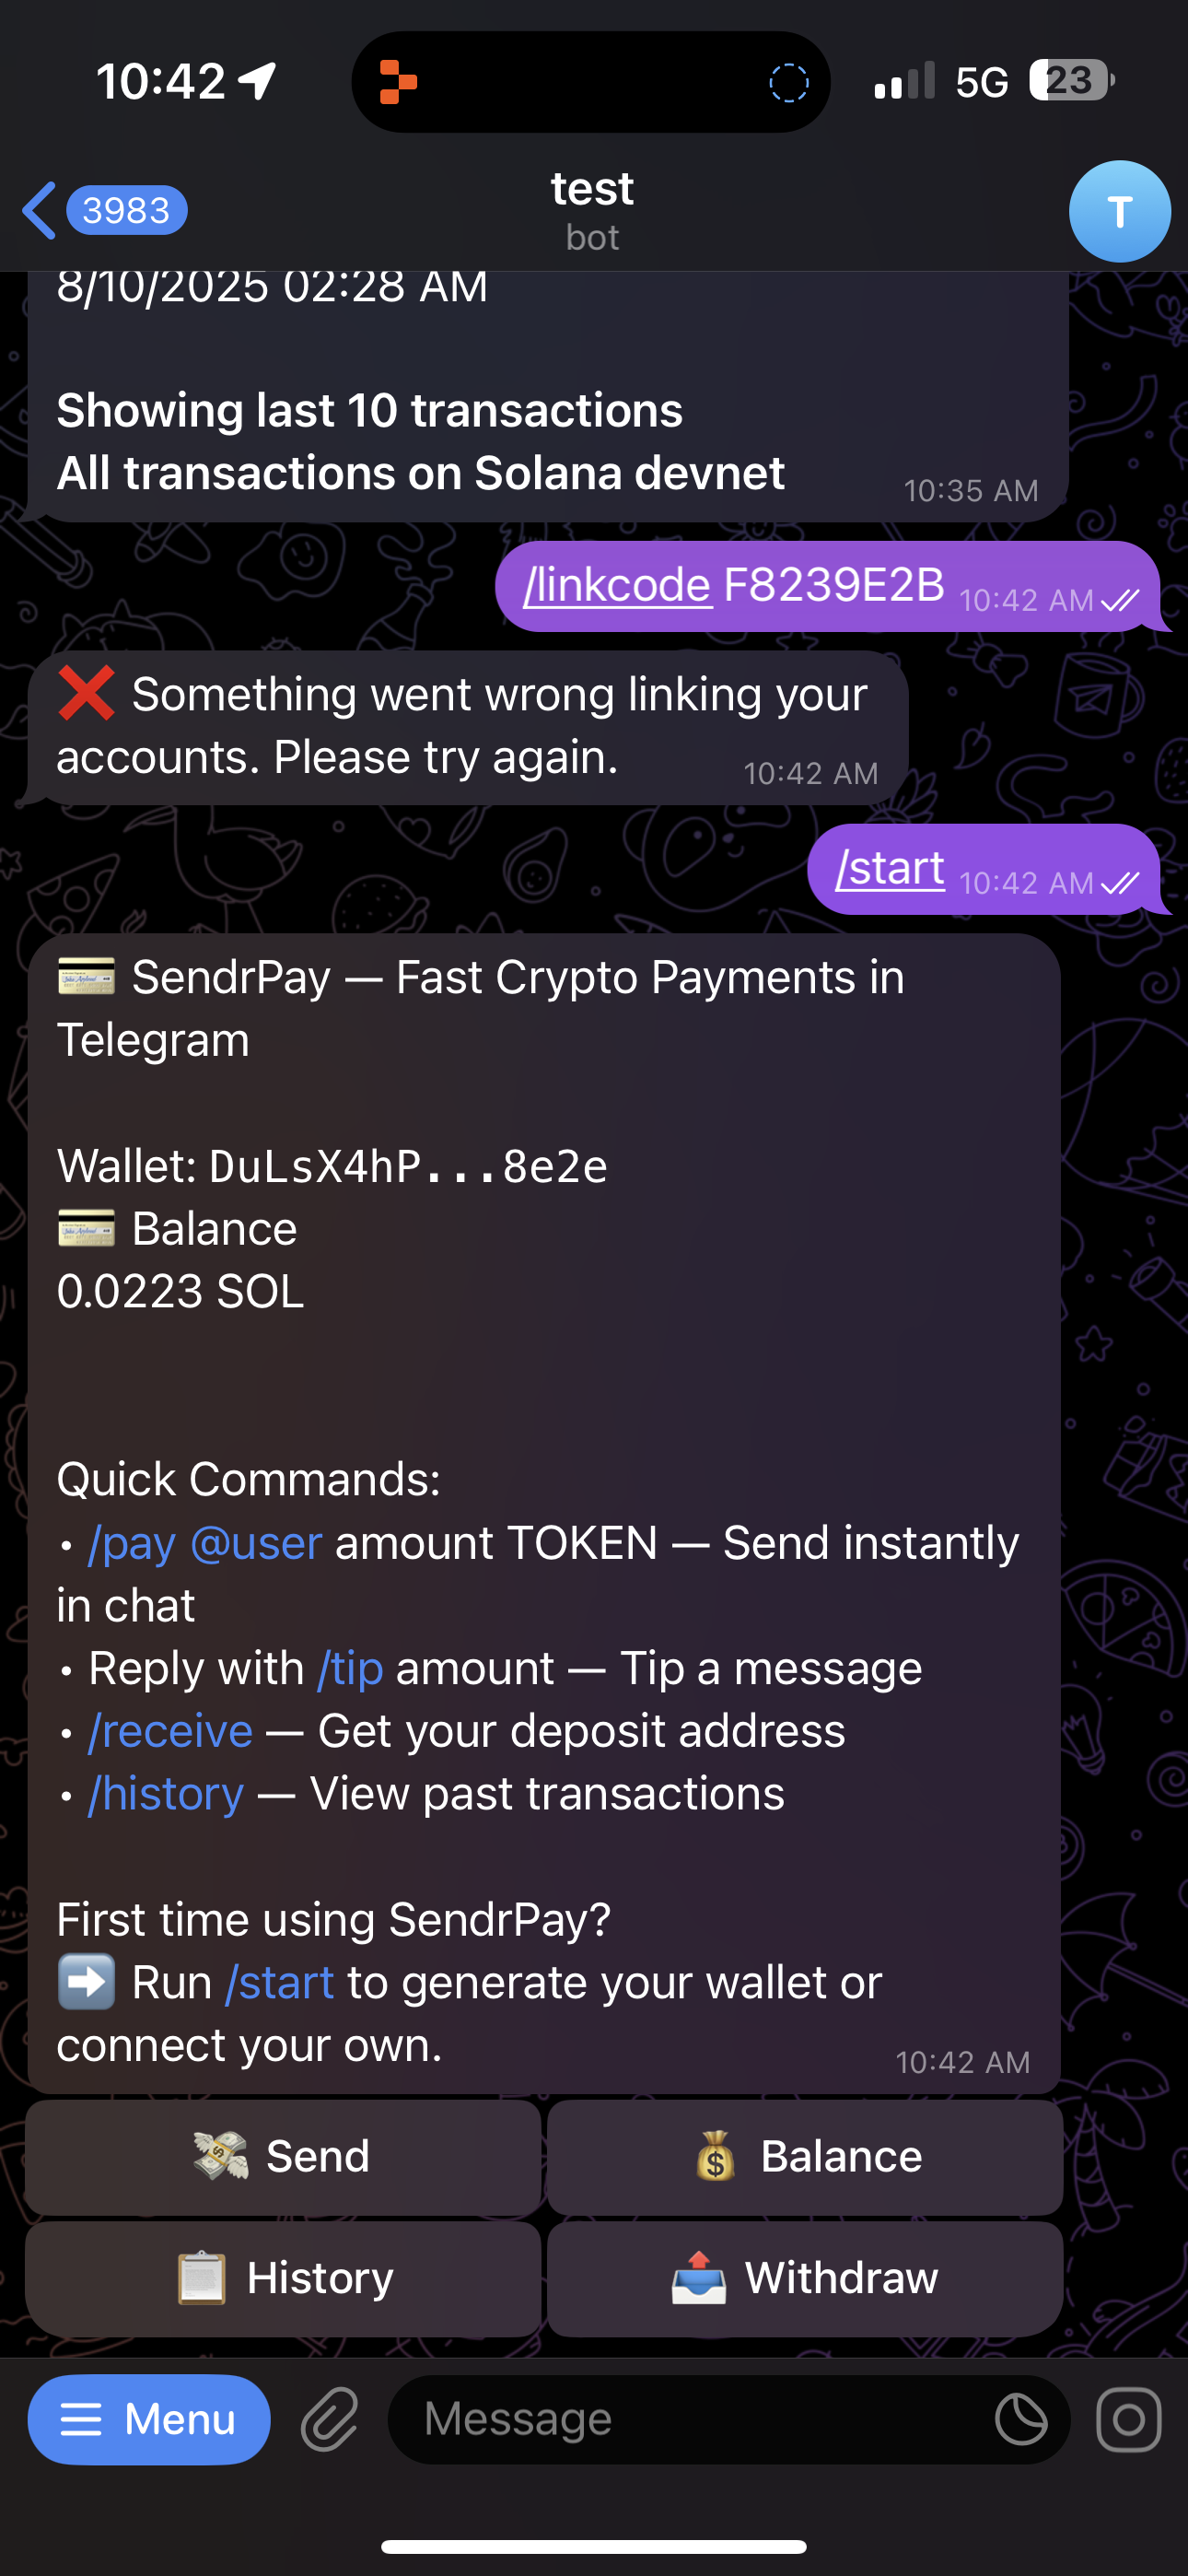 10:42
5G
23
3983
test
bot
T
8/10/2025 02:28 AM
Showing last 10 transactions
All transactions on Solana devnet
10:35 AM
/linkcode F8239E2B 10:42 AM
❌ Something went wrong linking your
accounts. Please try again.
10:42 AM
/start 10:42 AM
💳 SendrPay — Fast Crypto Payments in
Telegram
Wallet: DuLsX4hP...8e2e
💳 Balance
0.0223 SOL
Quick Commands:
• /pay @user amount TOKEN — Send instantly
in chat
• Reply with /tip amount — Tip a message
• /receive — Get your deposit address
• /history — View past transactions
First time using SendrPay?
➡️ Run /start to generate your wallet or
connect your own.
10:42 AM
💸 Send
💰 Balance
📋 History
📤 Withdraw
Menu
Message